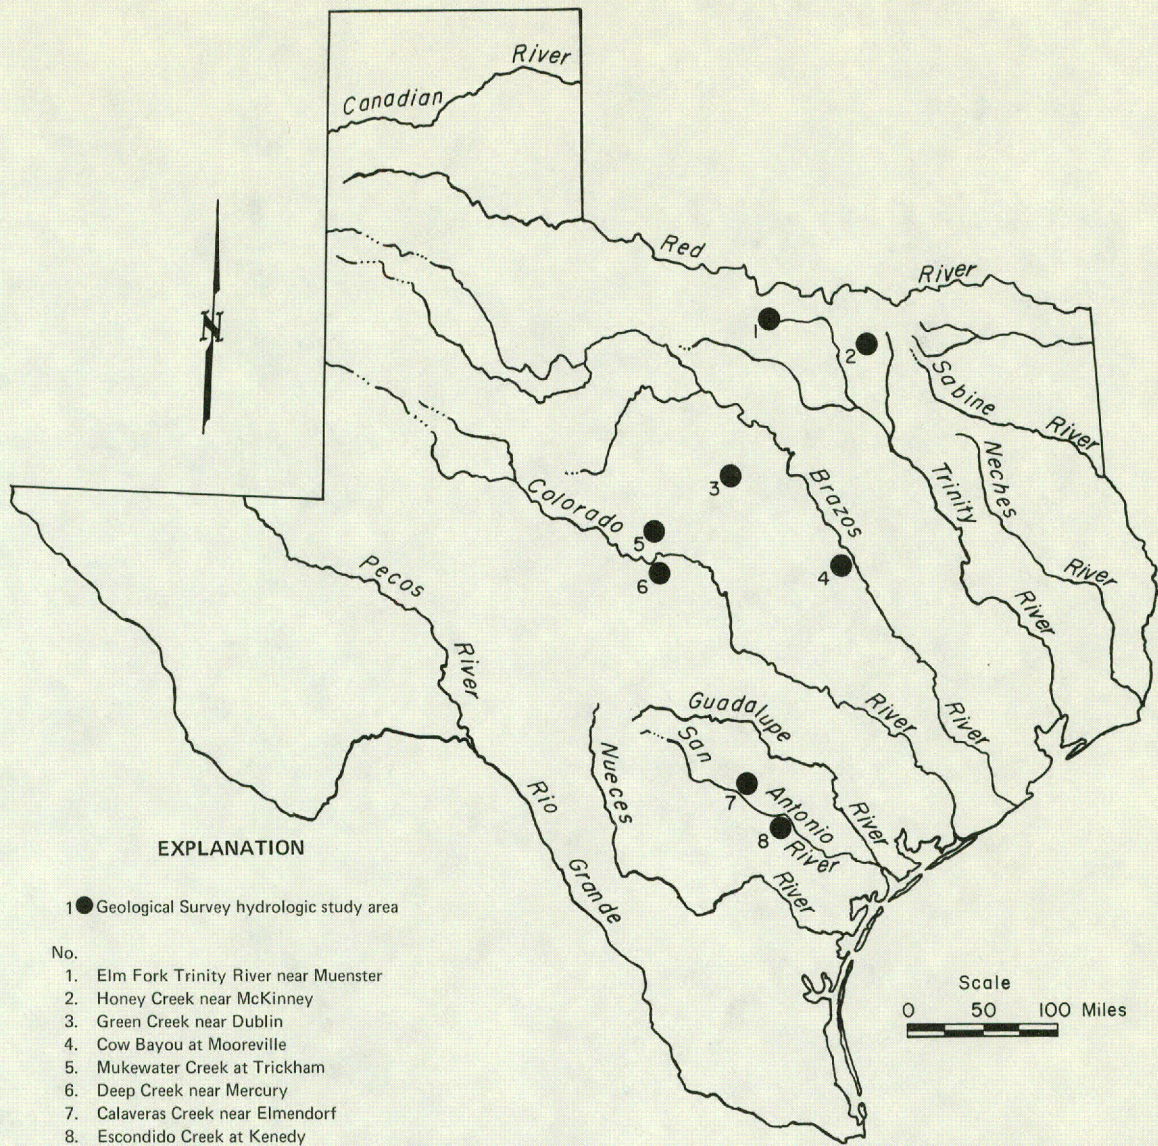 River
Canadian
Red
River
N
1
2
Sabine
River
Neches
River
Trinity
River
3
Brazos
River
Colorado
River
5
6
4
Pecos
River
Guadalupe
River
San
Antonio
River
Nueces
River
7
8
Rio
Grande
EXPLANATION
1 Geological Survey hydrologic study area
No.
1. Elm Fork Trinity River near Muenster
2. Honey Creek near McKinney
3. Green Creek near Dublin
4. Cow Bayou at Mooreville
5. Mukewater Creek at Trickham
6. Deep Creek near Mercury
7. Calaveras Creek near Elmendorf
8. Escondido Creek at Kenedy
Scale
0 50 100 Miles